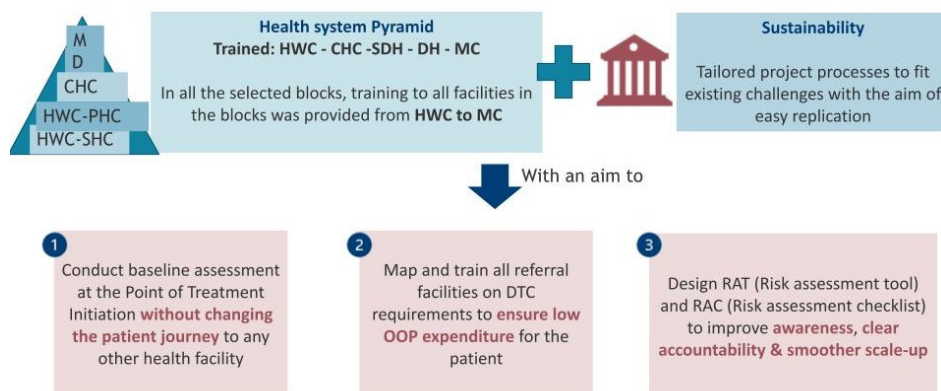 M
D
CHC
HWC-PHC
HWC-SHC
Health system Pyramid
Trained: HWC - CHC -SDH - DH - MC
In all the selected blocks, training to all facilities in
the blocks was provided from HWC to MC
Sustainability
Tailored project processes to fit
existing challenges with the aim of
easy replication
With an aim to
1
Conduct baseline assessment
at the Point of Treatment
Initiation without changing
the patient journey to any
other health facility
2
Map and train all referral
facilities on DTC
requirements to ensure low
OOP expenditure for the
patient
3
Design RAT (Risk assessment tool)
and RAC (Risk assessment checklist)
to improve awareness, clear
accountability & smoother scale-up